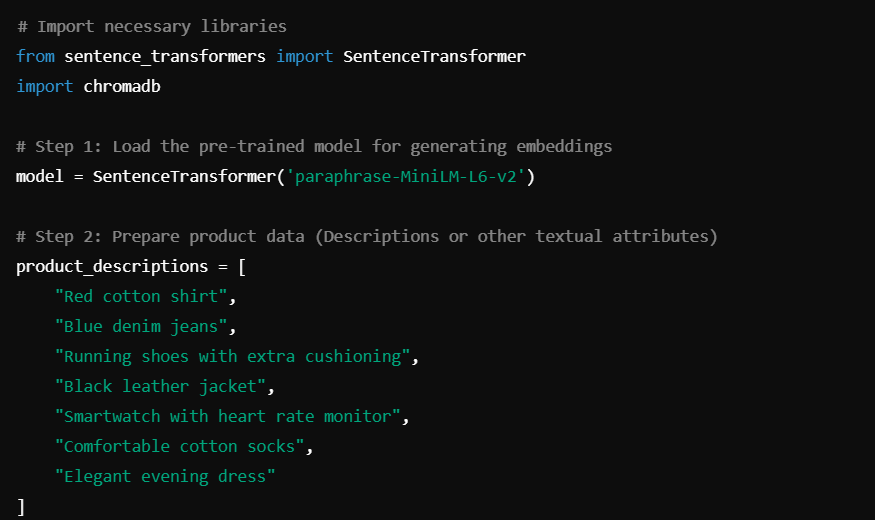 # Import necessary libraries
from sentence_transformers import SentenceTransformer
import chromadb
# Step 1: Load the pre-trained model for generating embeddings
model = SentenceTransformer('paraphrase-MiniLM-L6-v2')
# Step 2: Prepare product data (Descriptions or other textual attributes)
product_descriptions = [
    "Red cotton shirt",
    "Blue denim jeans",
    "Running shoes with extra cushioning",
    "Black leather jacket",
    "Smartwatch with heart rate monitor",
    "Comfortable cotton socks",
    "Elegant evening dress"
]